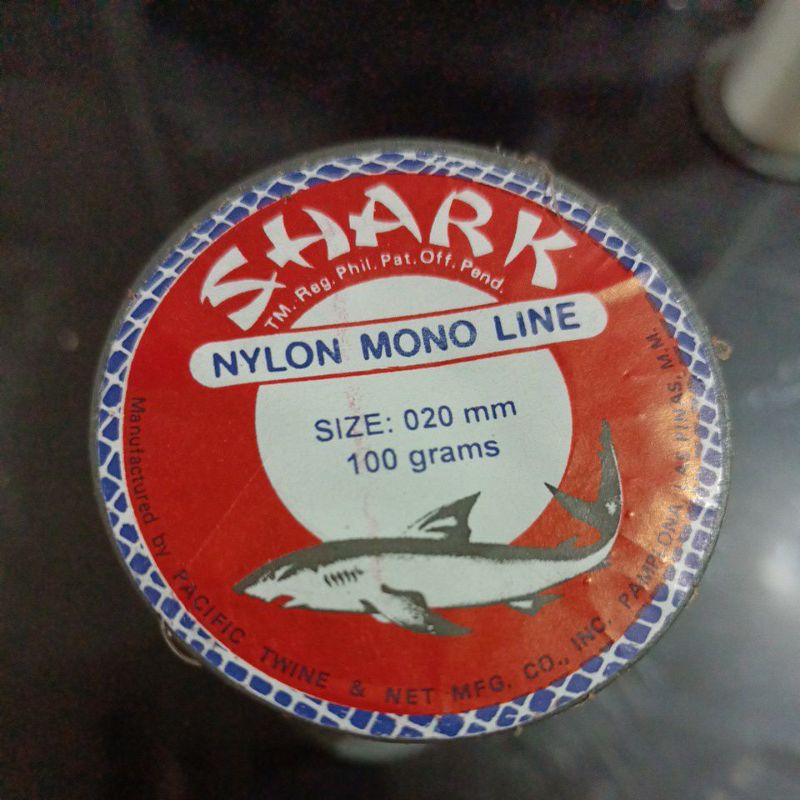 SHARK
TM. Reg. Phil. Pat. Off. Pend.
NYLON MONO LINE
SIZE: 020 mm
100 grams
Manufactured by PACIFIC TWINE & NET MFG. CO., INC. PAMPLONA, LAS PINAS, M.M.